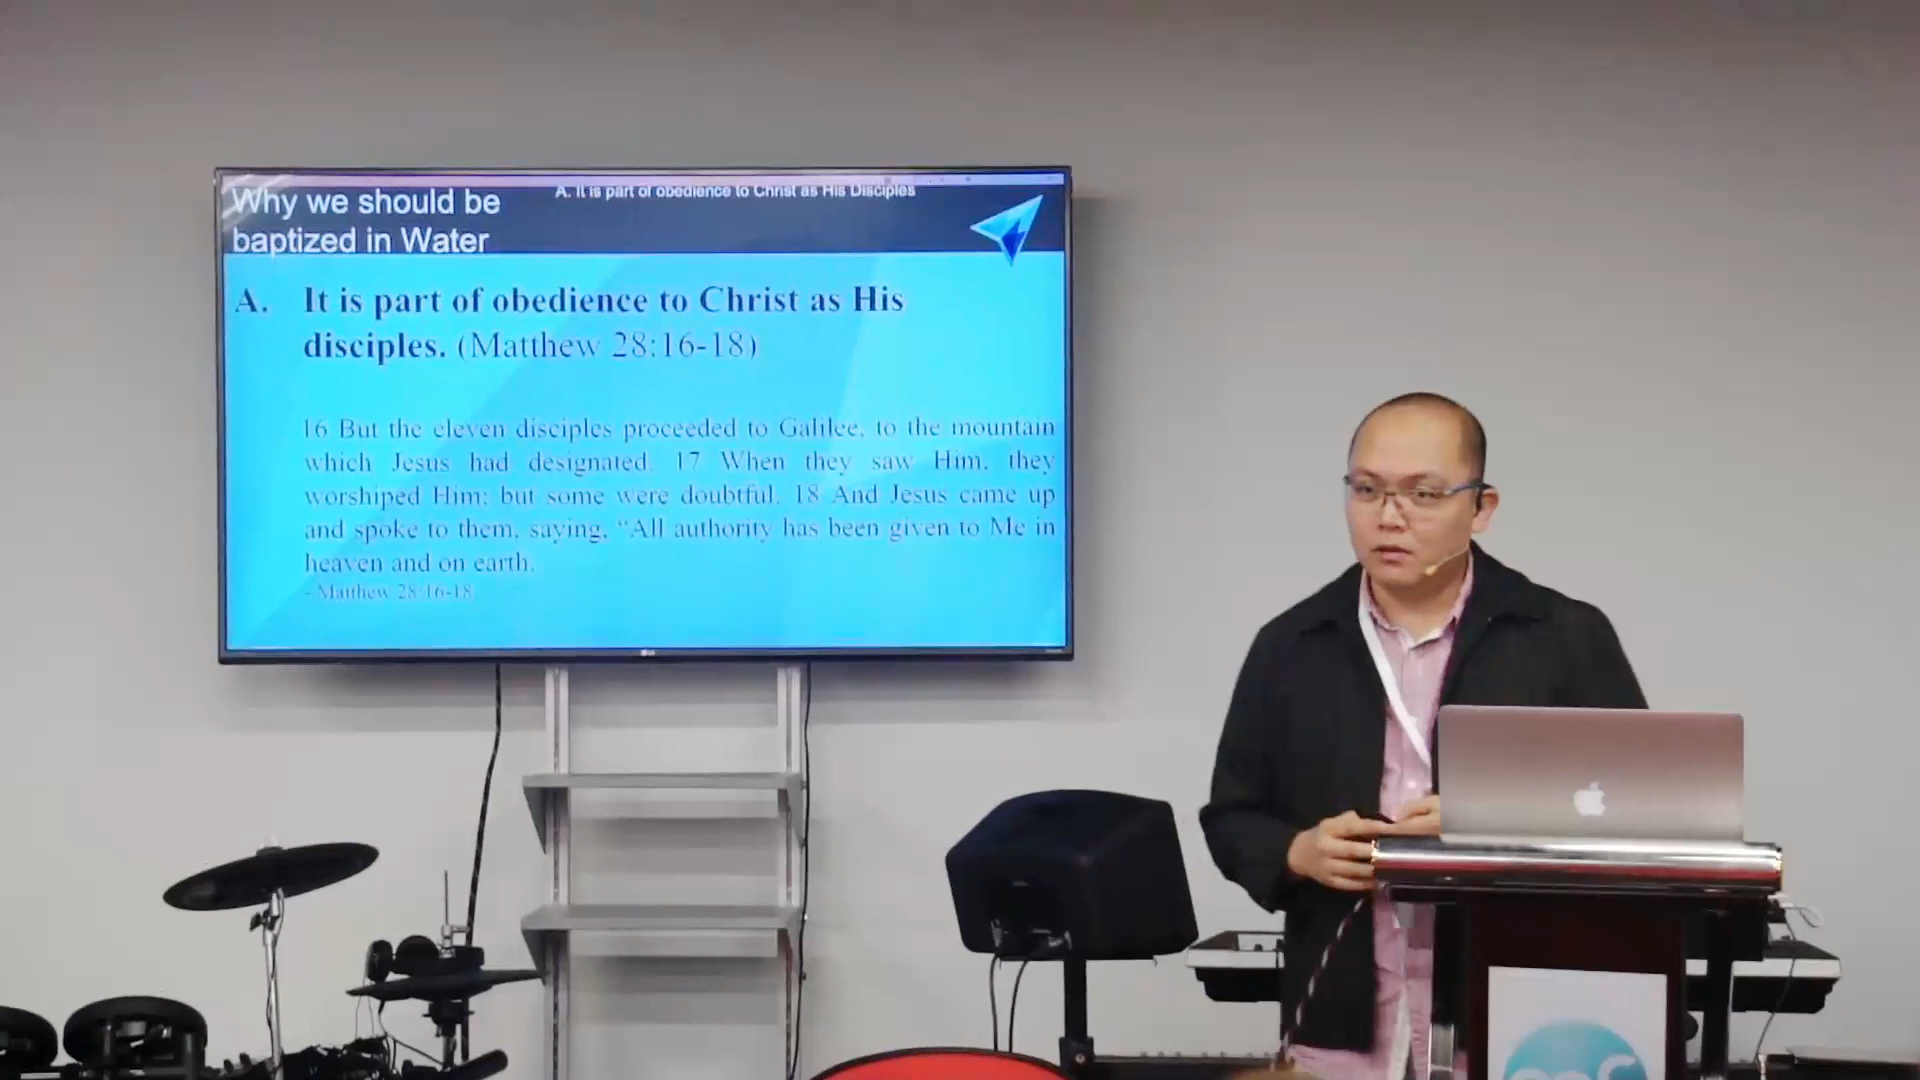 Why we should be
baptized in Water
A. It is part of obedience to Christ as His Disciples
A. It is part of obedience to Christ as His
disciples. (Matthew 28:16-18)
16 But the eleven disciples proceeded to Galilee, to the mountain
which Jesus had designated. 17 When they saw Him, they
worshiped Him; but some were doubtful. 18 And Jesus came up
and spoke to them, saying, “All authority has been given to Me in
heaven and on earth.
- Matthew 28:16-18
LG